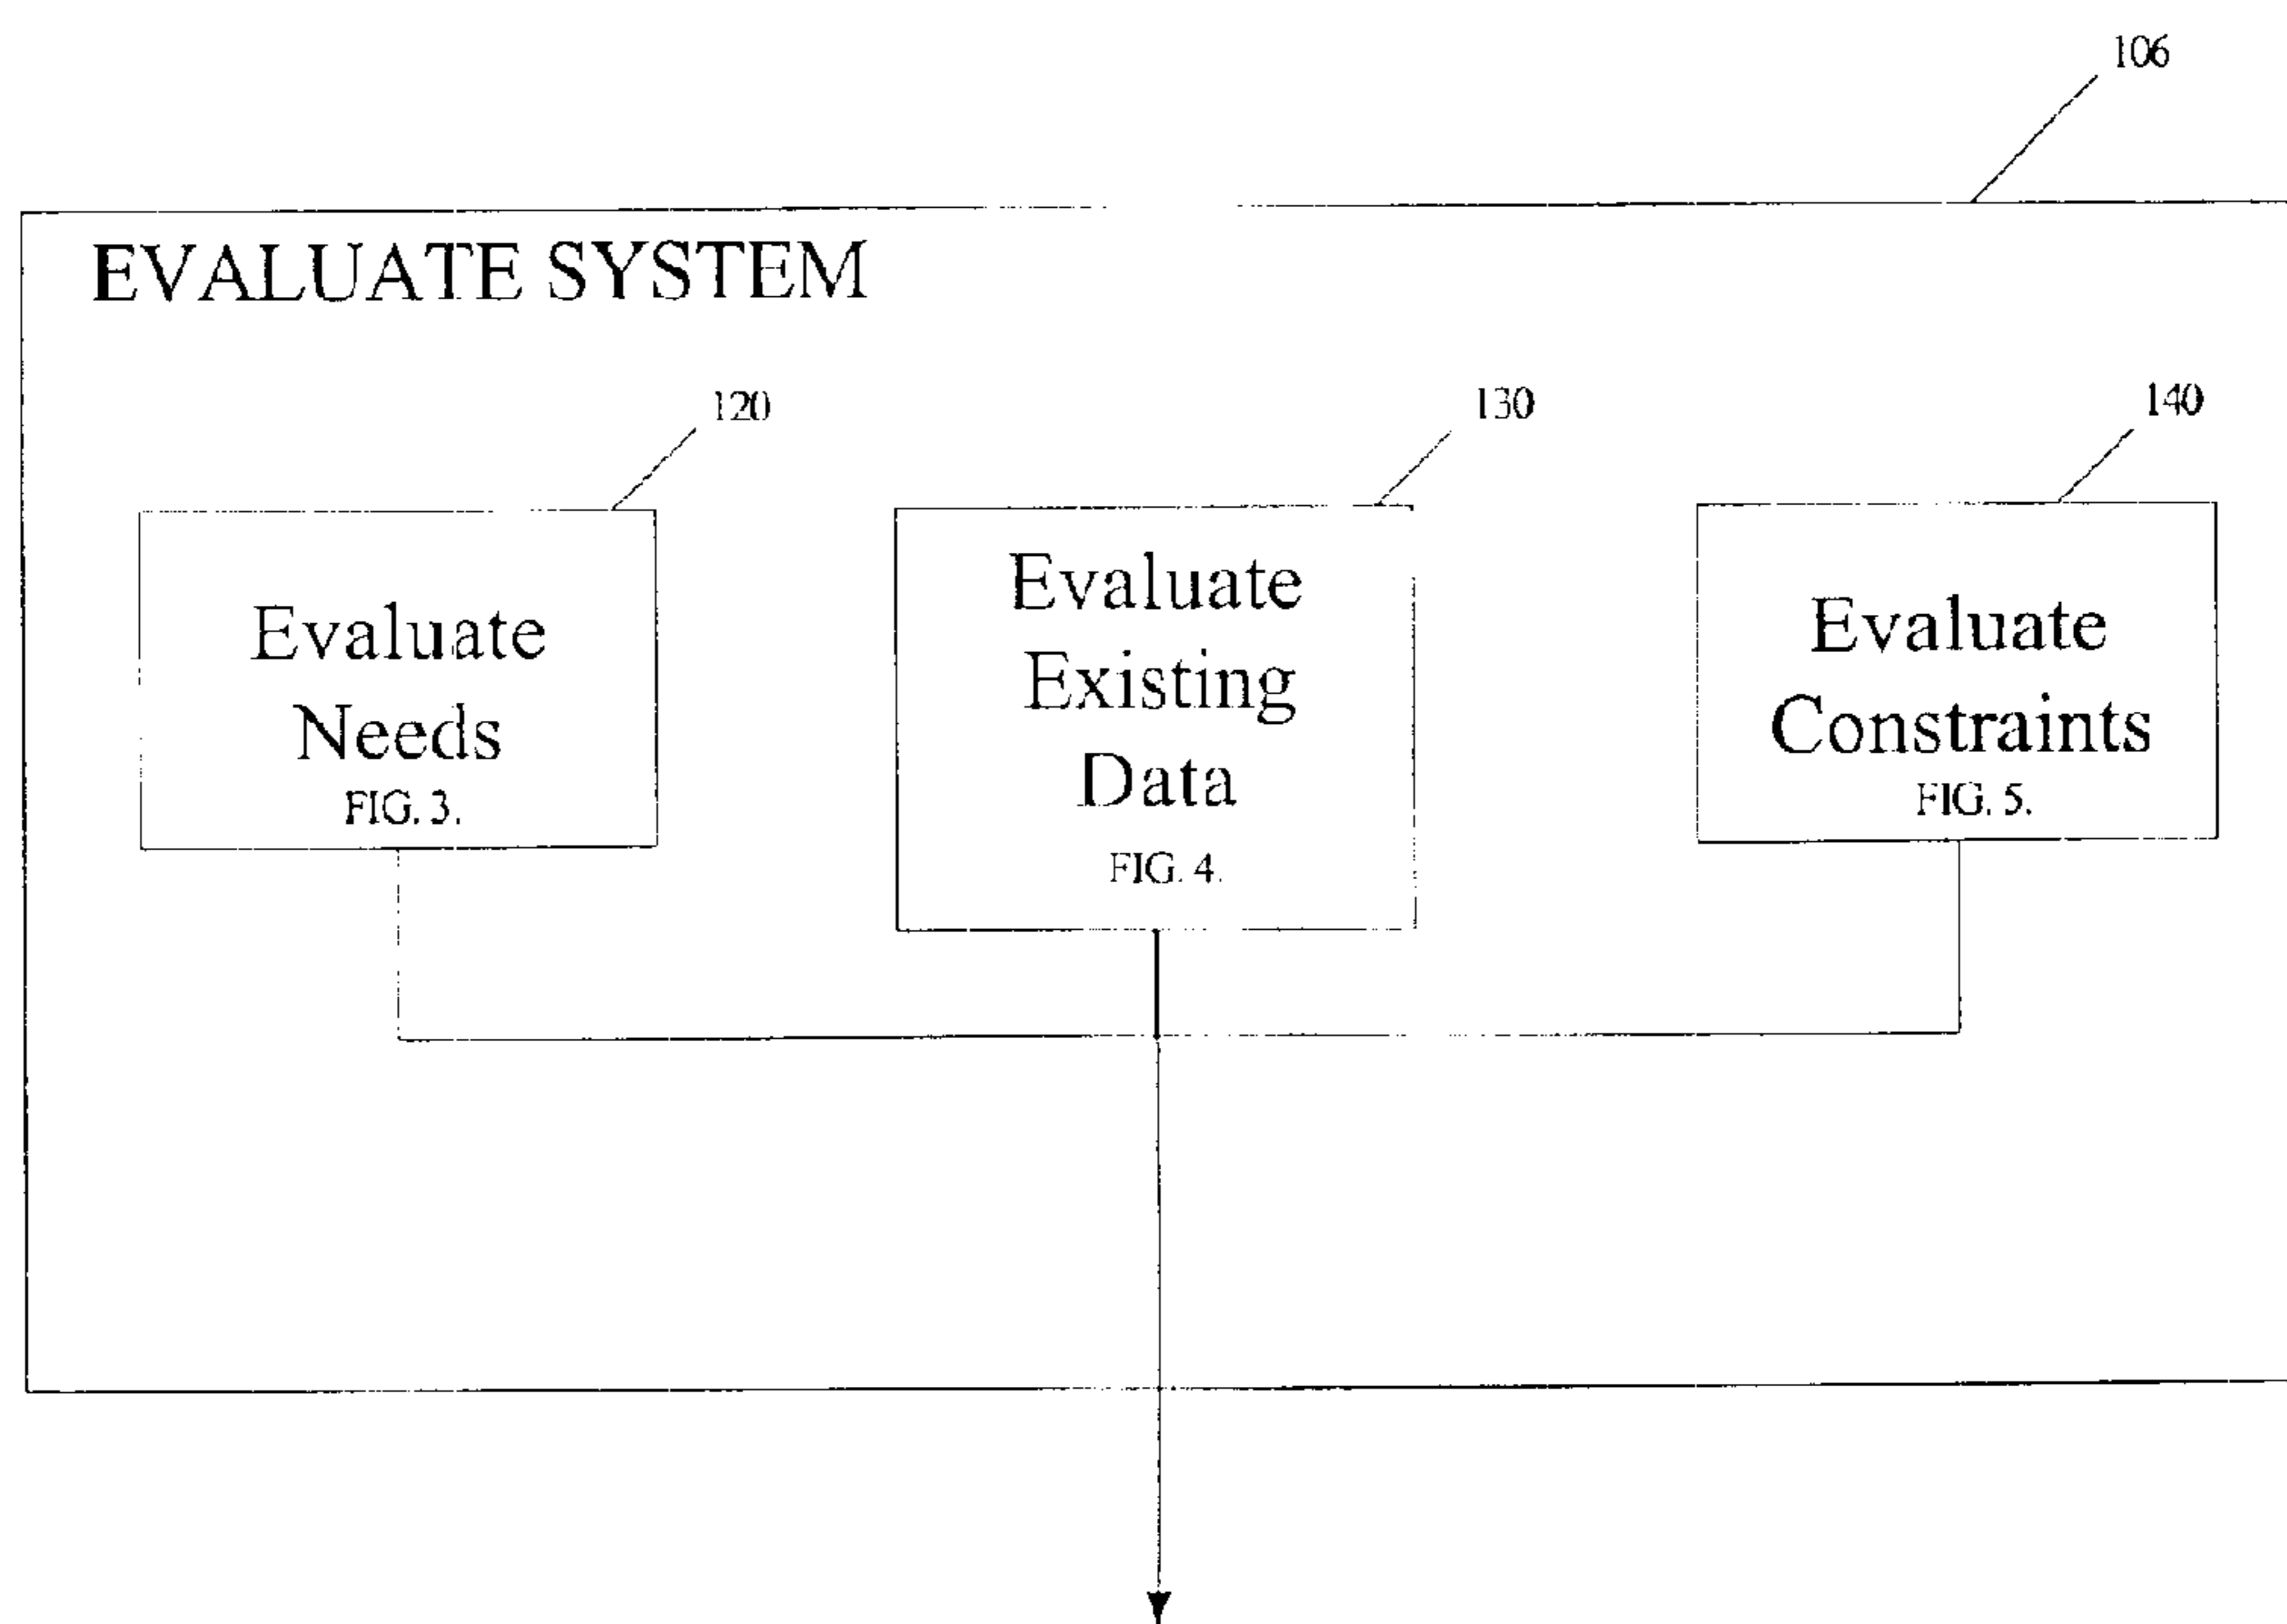 106
EVALUATE SYSTEM
120
130
140
Evaluate
Needs
FIG. 3.
Evaluate
Existing
Data
FIG. 4.
Evaluate
Constraints
FIG. 5.